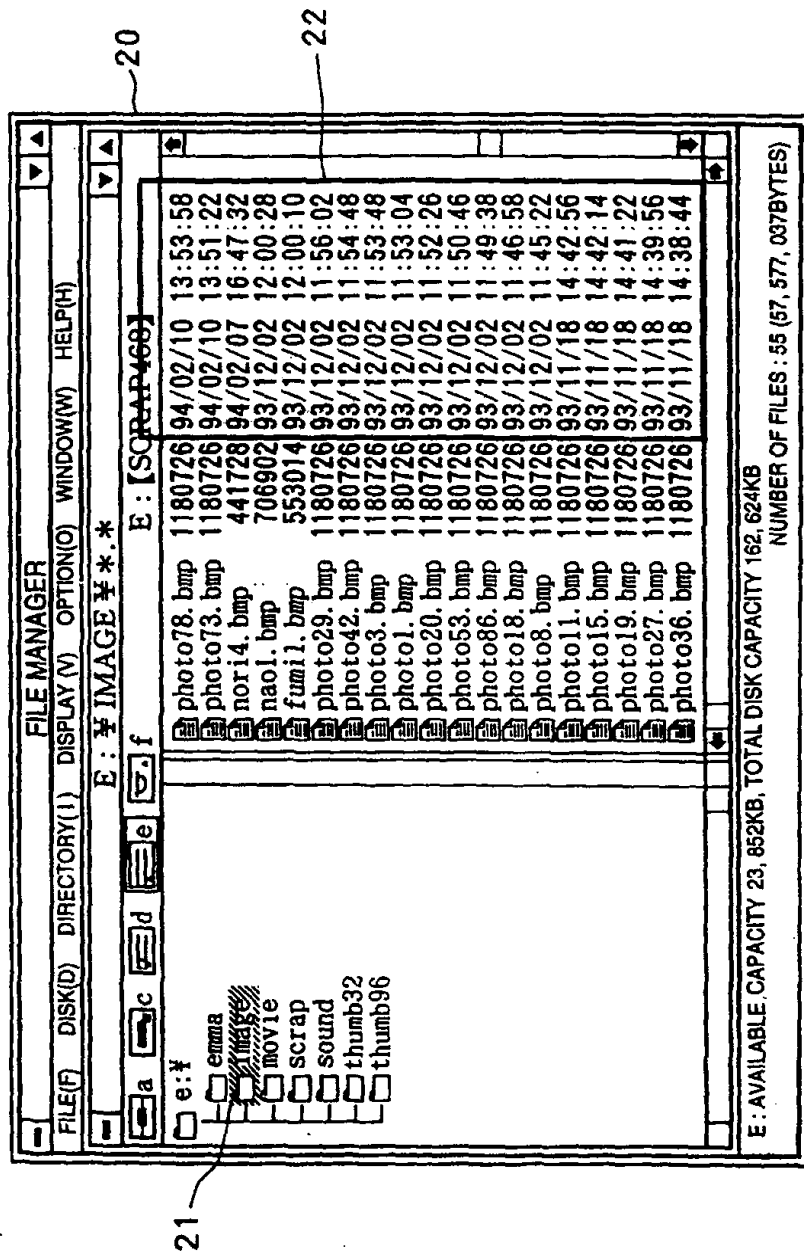 20
22
21
FILE MANAGER
FILE(F) DISK(D) DIRECTORY(I) DISPLAY (V) OPTION(O) WINDOW(W) HELP(H)
E : ¥ IMAGE ¥ *. *
a c d e f E : [SCRAP468]
e:¥
emma
image
movie
scrap
sound
thumb32
thumb96
photo78. bmp 1180726 94/02/10 13:53:58
photo73. bmp 1180726 94/02/10 13:51:22
nori4. bmp 441728 94/02/07 16:47:32
nao1. bmp 706902 93/12/02 12:00:28
fumi1. bmp 553014 93/12/02 12:00:10
photo29. bmp 1180726 93/12/02 11:56:02
photo42. bmp 1180726 93/12/02 11:54:48
photo3. bmp 1180726 93/12/02 11:53:48
photo1. bmp 1180726 93/12/02 11:53:04
photo20. bmp 1180726 93/12/02 11:52:26
photo53. bmp 1180726 93/12/02 11:50:46
photo86. bmp 1180726 93/12/02 11:49:38
photo18. bmp 1180726 93/12/02 11:46:58
photo8. bmp 1180726 93/12/02 11:45:22
photo11. bmp 1180726 93/11/18 14:42:56
photo15. bmp 1180726 93/11/18 14:42:14
photo19. bmp 1180726 93/11/18 14:41:22
photo27. bmp 1180726 93/11/18 14:39:56
photo36. bmp 1180726 93/11/18 14:38:44
E : AVAILABLE CAPACITY 23, 852KB, TOTAL DISK CAPACITY 162, 624KB
NUMBER OF FILES : 55 (57, 577, 037BYTES)